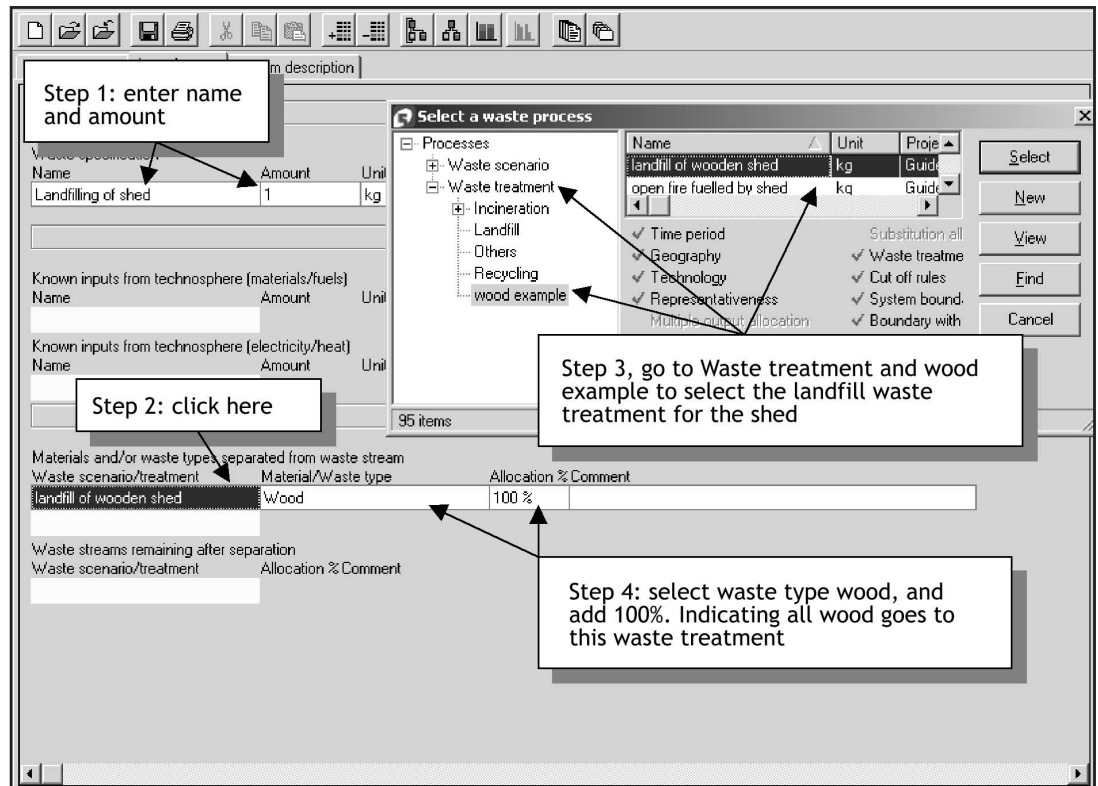 m description
Step 1: enter name
and amount
Name Amount Unit
Landfilling of shed 1 kg
Known inputs from technosphere (materials/fuels)
Name Amount Unit
Known inputs from technosphere (electricity/heat)
Name Amount Unit
Step 2: click here
Select a waste process
Processes
Waste scenario
Waste treatment
Incineration
Landfill
Others
Recycling
wood example
95 items
Name Unit Proje
landfill of wooden shed kg Guide
open fire fuelled by shed kg Guide
Time period Substitution all
Geography Waste treatme
Technology Cut off rules
Representativeness System bound.
Multiple output allocation Boundary with
Select
New
View
Find
Cancel
Step 3, go to Waste treatment and wood
example to select the landfill waste
treatment for the shed
Materials and/or waste types separated from waste stream
Waste scenario/treatment Material/Waste type Allocation % Comment
landfill of wooden shed Wood 100 %
Waste streams remaining after separation
Waste scenario/treatment Allocation % Comment
Step 4: select waste type wood, and
add 100%. Indicating all wood goes to
this waste treatment